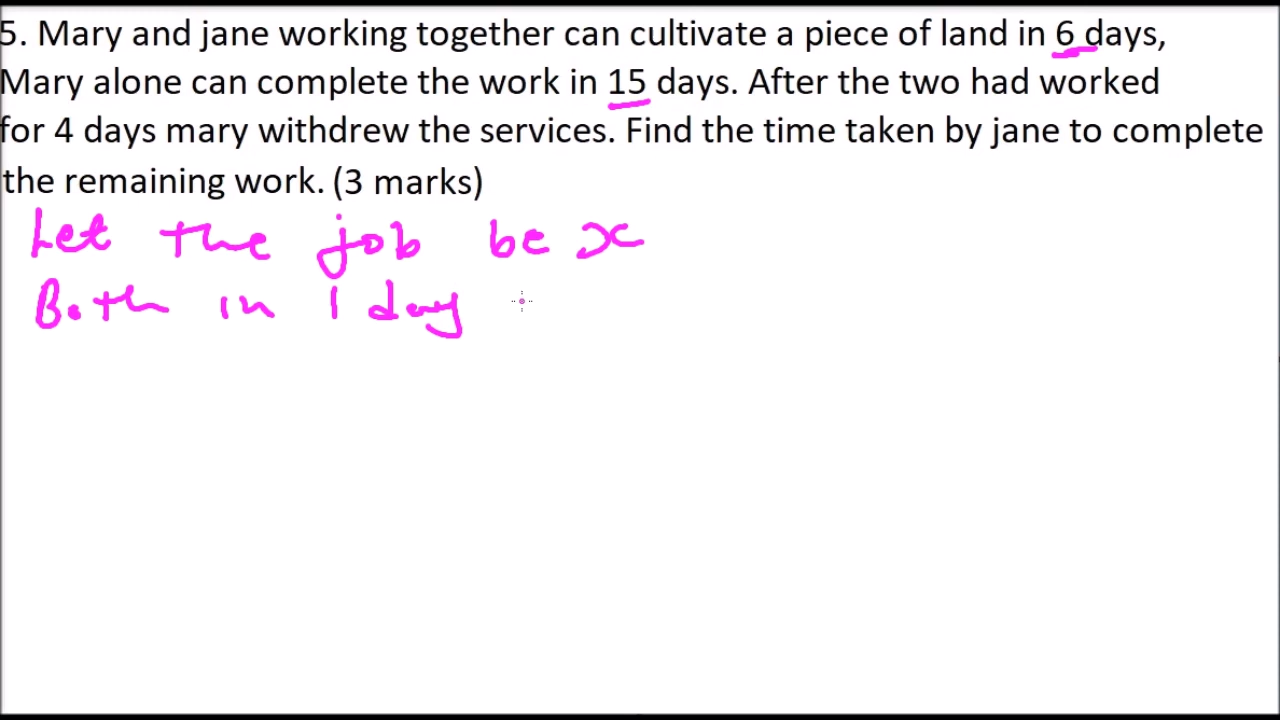 5. Mary and jane working together can cultivate a piece of land in 6 days,
Mary alone can complete the work in 15 days. After the two had worked
for 4 days mary withdrew the services. Find the time taken by jane to complete
the remaining work. (3 marks)
Let the job be x
Both in 1 day